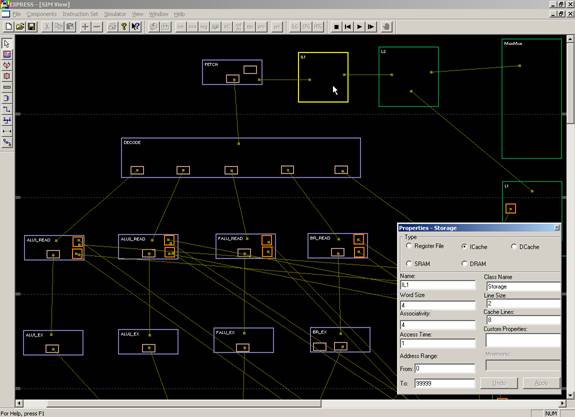 EXPRESS - [SIM View]
File Components Instruction Set Simulator View Window Help
FETCH
IL1
L2
MainMux
DECODE
L1
ALU1_READ
ALU2_READ
FALU_READ
BR_READ
ALU1_EX
ALU2_EX
FALU_EX
BR_EX
Properties - Storage
Type
Register File
ICache
DCache
SRAM
DRAM
Name:
IL1
Class Name
Storage
Word Size
4
Line Size
2
Associativity:
4
Cache Lines:
8
Access Time:
1
Custom Properties:
Address Range:
Mnemonic:
From: 0
To: 99999
Undo
Apply
For Help, press F1
NUM